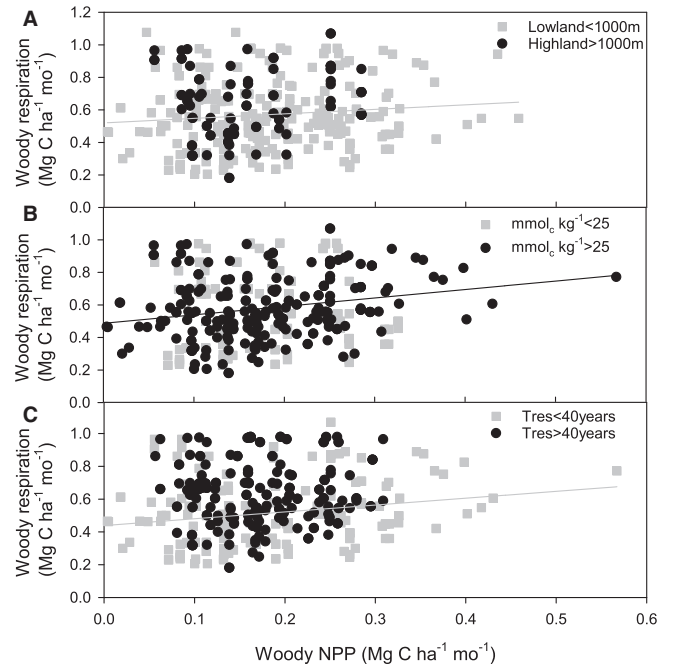 A
1.2
1.0
0.8
0.6
0.4
0.2
0.0
Woody respiration
(Mg C ha⁻¹ mo⁻¹)
Lowland<1000m
Highland>1000m
B
1.0
0.8
0.6
0.4
0.2
0.0
Woody respiration
(Mg C ha⁻¹ mo⁻¹)
mmol꜀ kg⁻¹<25
mmol꜀ kg⁻¹>25
C
1.0
0.8
0.6
0.4
0.2
0.0
Woody respiration
(Mg C ha⁻¹ mo⁻¹)
Tres<40years
Tres>40years
0.0 0.1 0.2 0.3 0.4 0.5 0.6
Woody NPP (Mg C ha⁻¹ mo⁻¹)